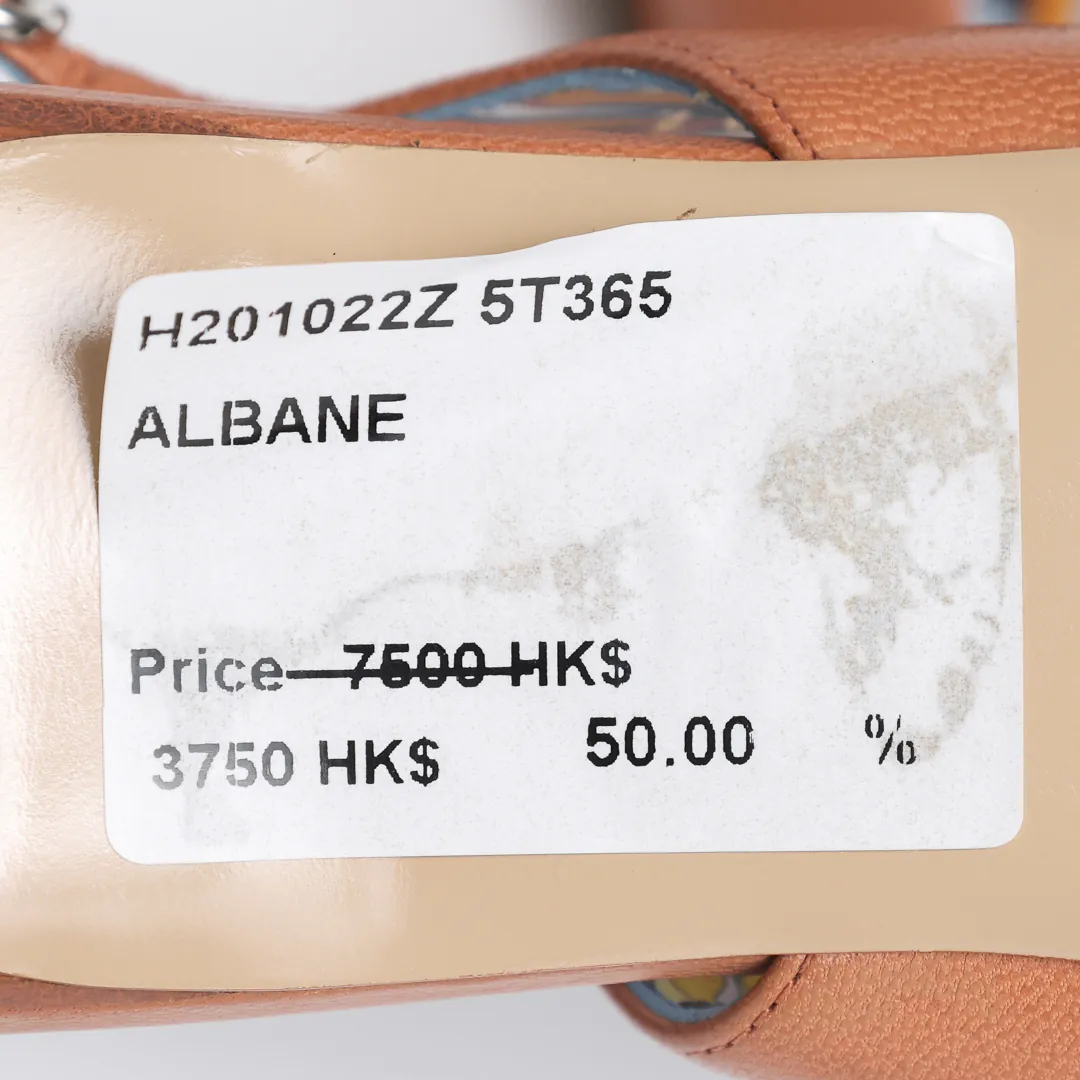 H201022Z 5T365
ALBANE
Price 7500 HK$
3750 HK$ 50.00 %